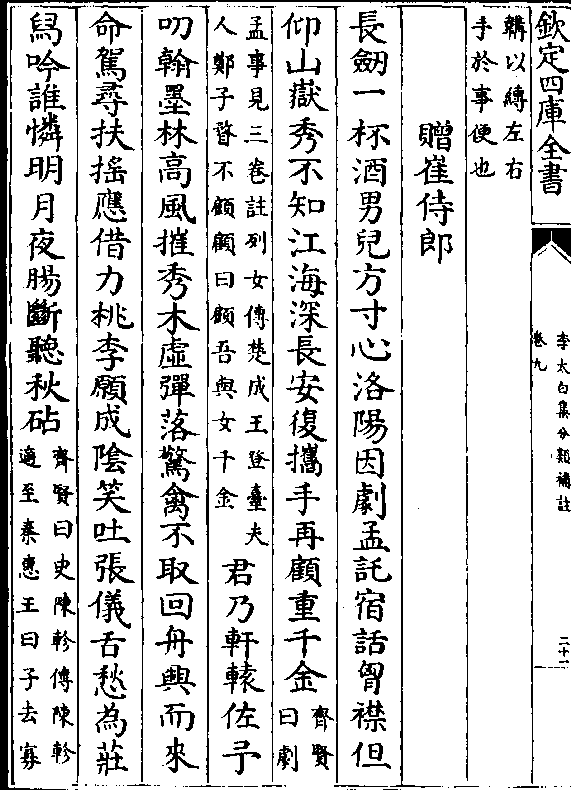 欽定四庫全書
韝以縛左右
手於事便也
贈崔侍郎
長劒一杯酒男兒方寸心洛陽因劇孟託宿話胷襟但
仰山嶽秀不知江海深長安復攜手再顧重千金
齊賢
曰劇
孟事見三卷註列女傳楚成王登臺夫
人鄭子瞀不顧顧曰顧吾與女千金
君乃軒轅佐予
叨翰墨林高風摧秀木虛彈落驚禽不取回舟興而來
命駕尋扶搖應借力桃李願成陰笑吐張儀舌愁為莊
舄吟誰憐明月夜腸斷聽秋砧
齊賢曰史陳軫傳陳軫
適至秦惠王曰子去寡
李太白集分類補註
卷九
二十一